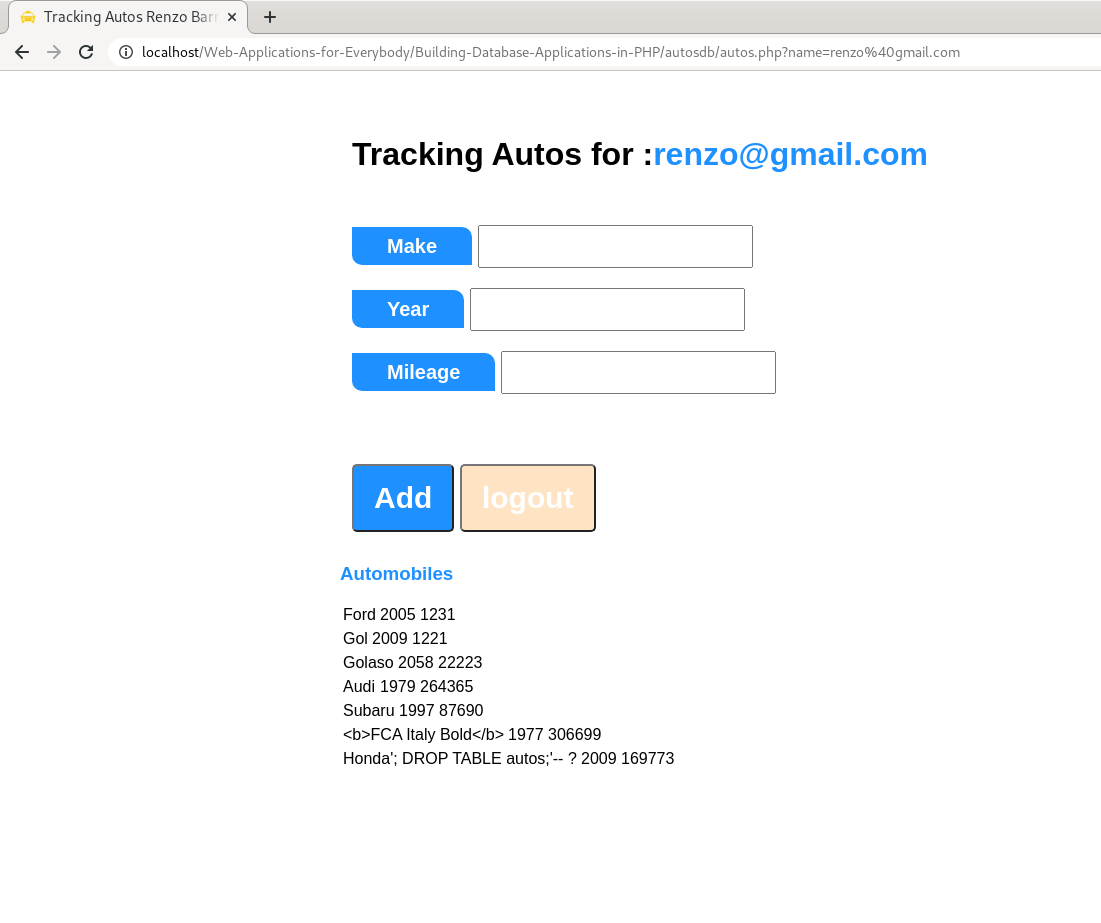 Tracking Autos Renzo Barr
localhost/Web-Applications-for-Everybody/Building-Database-Applications-in-PHP/autosdb/autos.php?name=renzo%40gmail.com
Tracking Autos for :renzo@gmail.com
Make
Year
Mileage
Add logout
Automobiles
Ford 2005 1231
Gol 2009 1221
Golaso 2058 22223
Audi 1979 264365
Subaru 1997 87690
<b>FCA Italy Bold</b> 1977 306699
Honda'; DROP TABLE autos;'-- ? 2009 169773